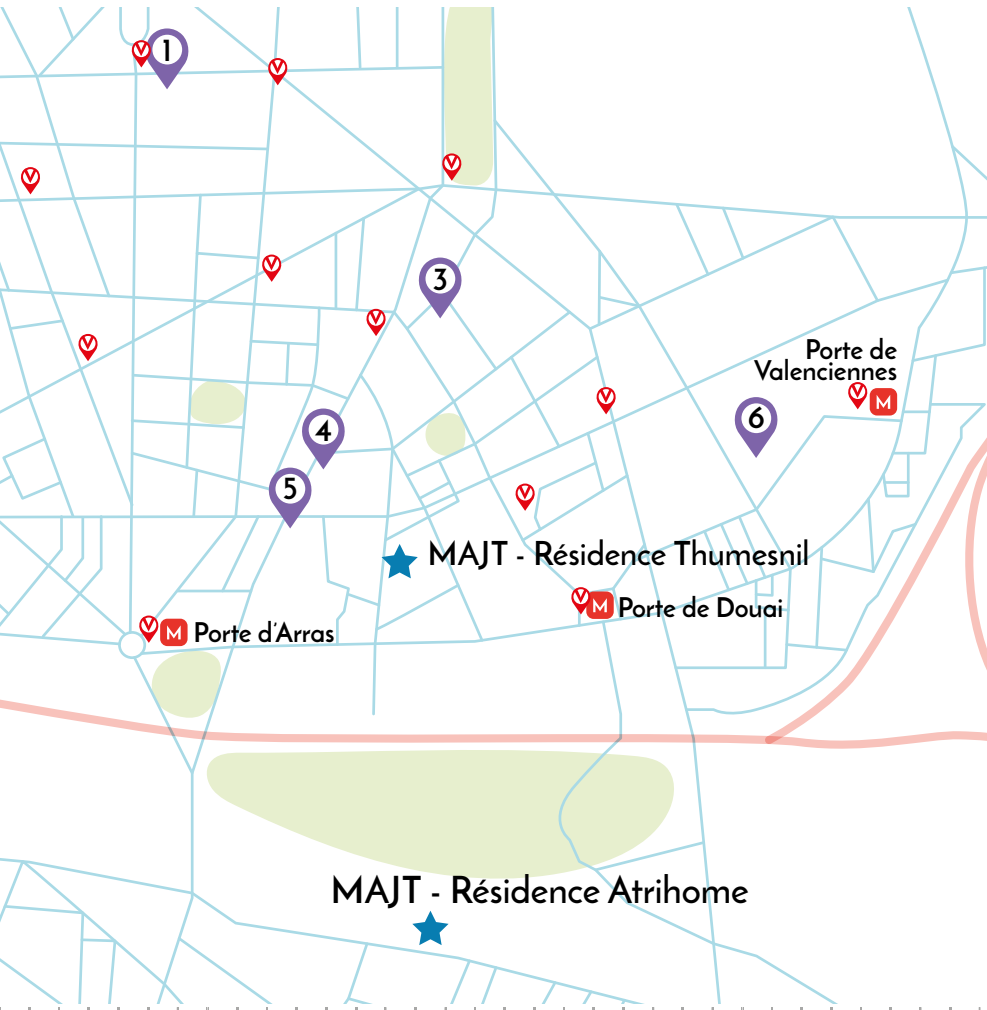 V
1
V
V
V
V
3
V
V
Porte de
Valenciennes
V
M
V
6
4
5
V
MAJT - Résidence Thumesnil
V
M
Porte de Douai
V
M
Porte d'Arras
MAJT - Résidence Atrihome